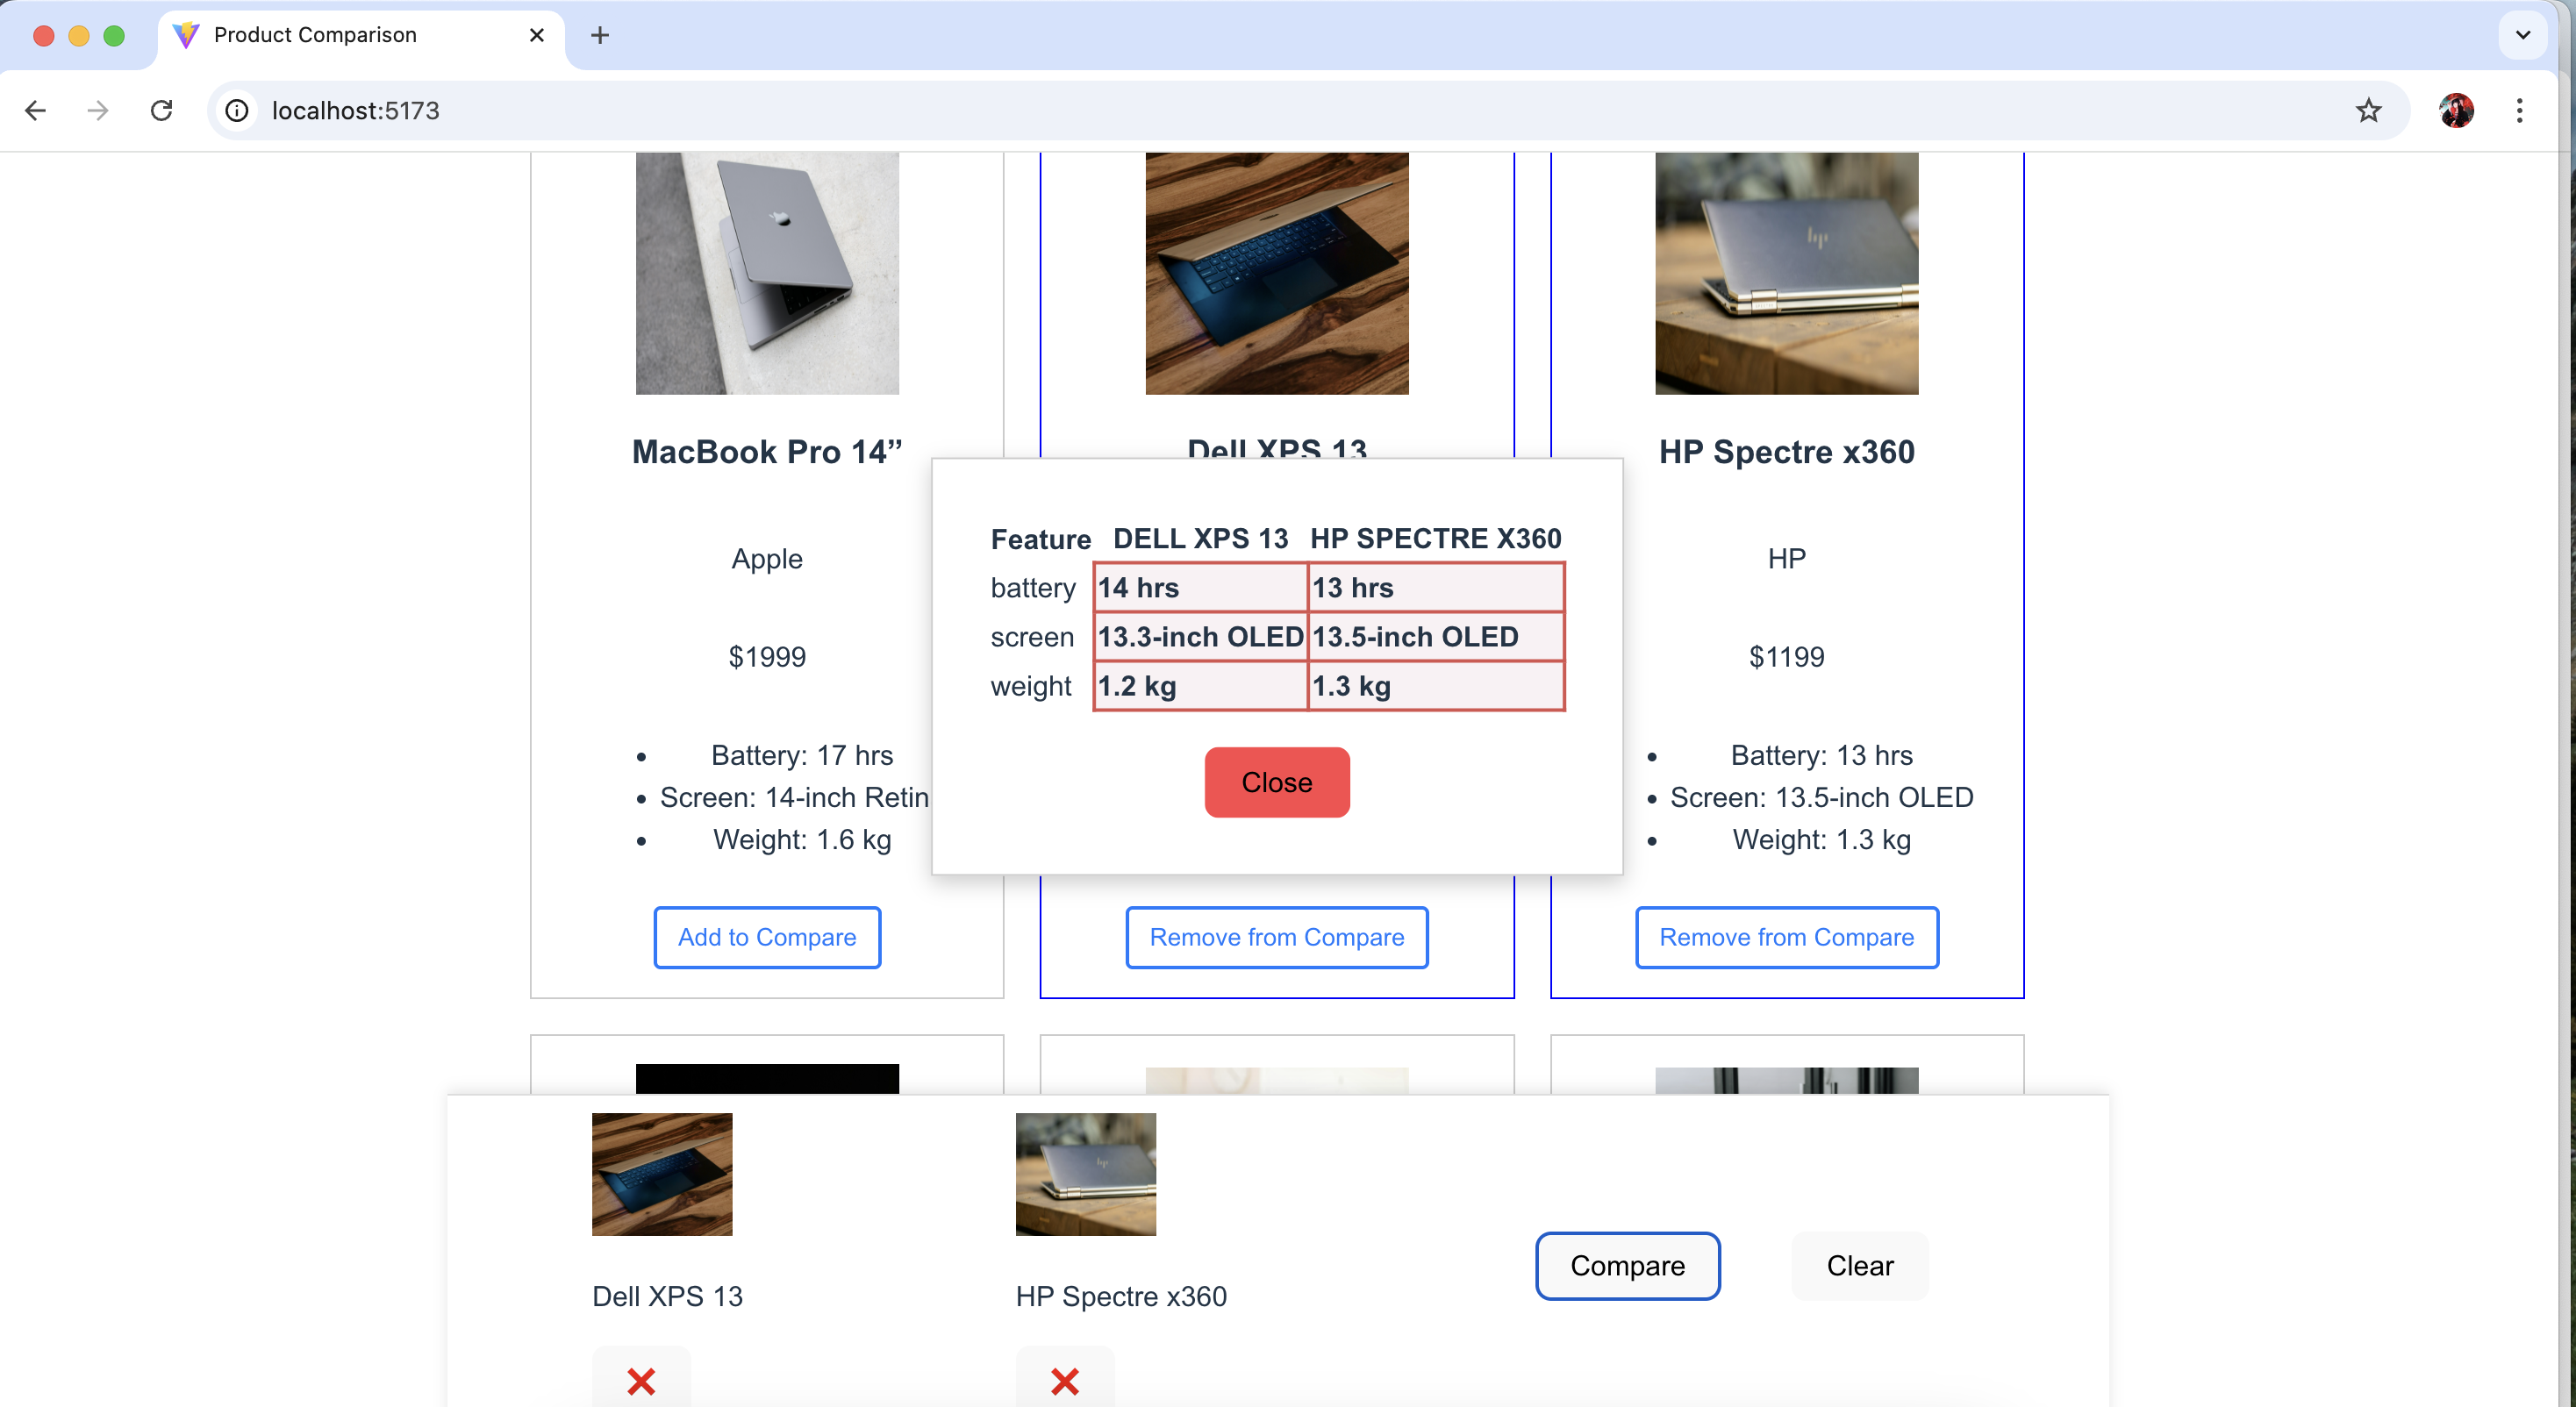 Product Comparison
localhost:5173
MacBook Pro 14”
Apple
$1999
Battery: 17 hrs
Screen: 14-inch Retin
Weight: 1.6 kg
Add to Compare
Dell XPS 13
Remove from Compare
HP Spectre x360
HP
$1199
Battery: 13 hrs
Screen: 13.5-inch OLED
Weight: 1.3 kg
Remove from Compare
Feature DELL XPS 13 HP SPECTRE X360
battery 14 hrs 13 hrs
screen 13.3-inch OLED 13.5-inch OLED
weight 1.2 kg 1.3 kg
Close
Dell XPS 13
HP Spectre x360
Compare
Clear